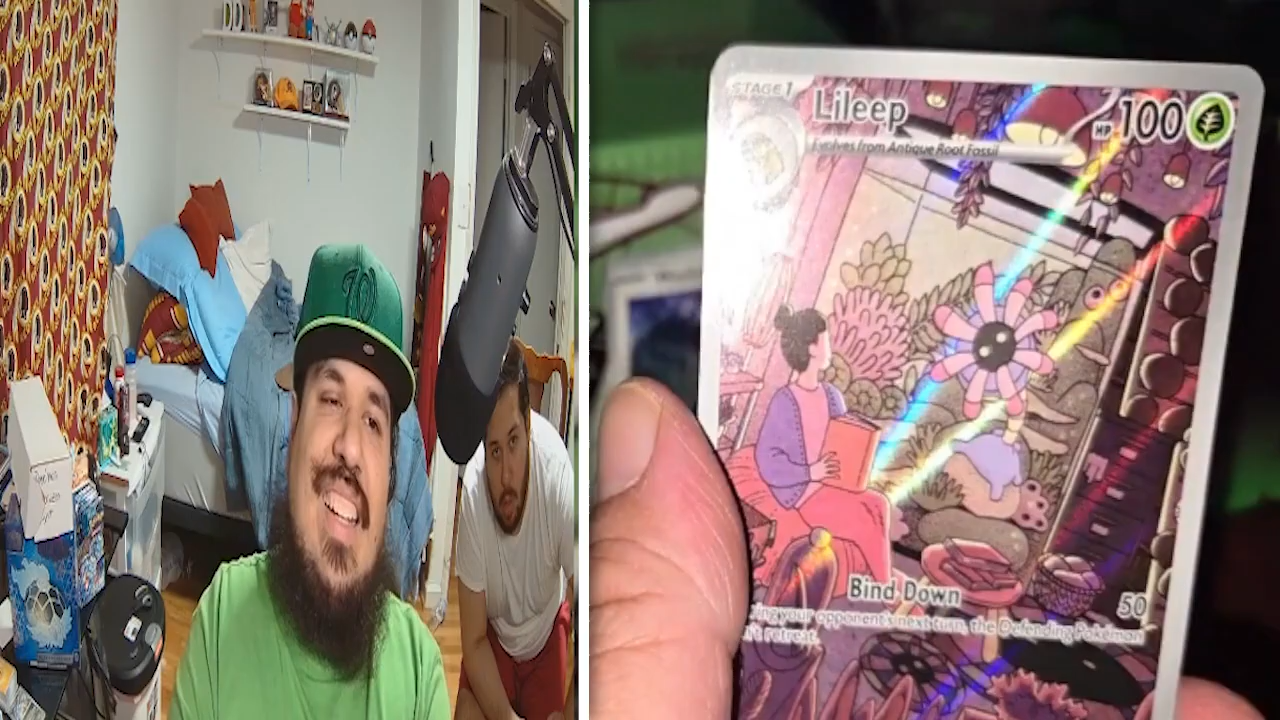 STAGE 1
Lileep
HP 100
Evolves from Antique Root Fossil
Bind Down 50
your opponent's next turn, the Defending Pokémon
retreat.